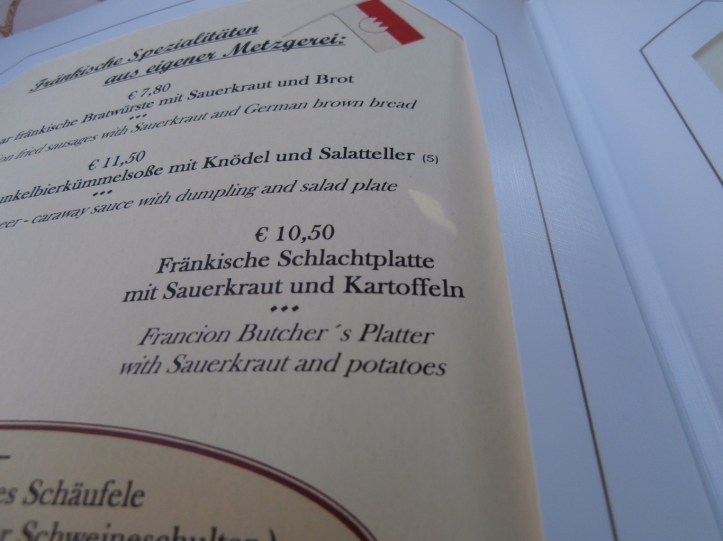 Fränkische Spezialitäten
aus eigener Metzgerei:
€ 7,80
fränkische Bratwürste mit Sauerkraut und Brot
fried sausages with Sauerkraut and German brown bread
€ 11,50
nkelbierkümmelsoße mit Knödel und Salatteller (5)
eer - caraway sauce with dumpling and salad plate
€ 10,50
Fränkische Schlachtplatte
mit Sauerkraut und Kartoffeln
Francion Butcher´s Platter
with Sauerkraut and potatoes
es Schäufele
Schweineschulter)